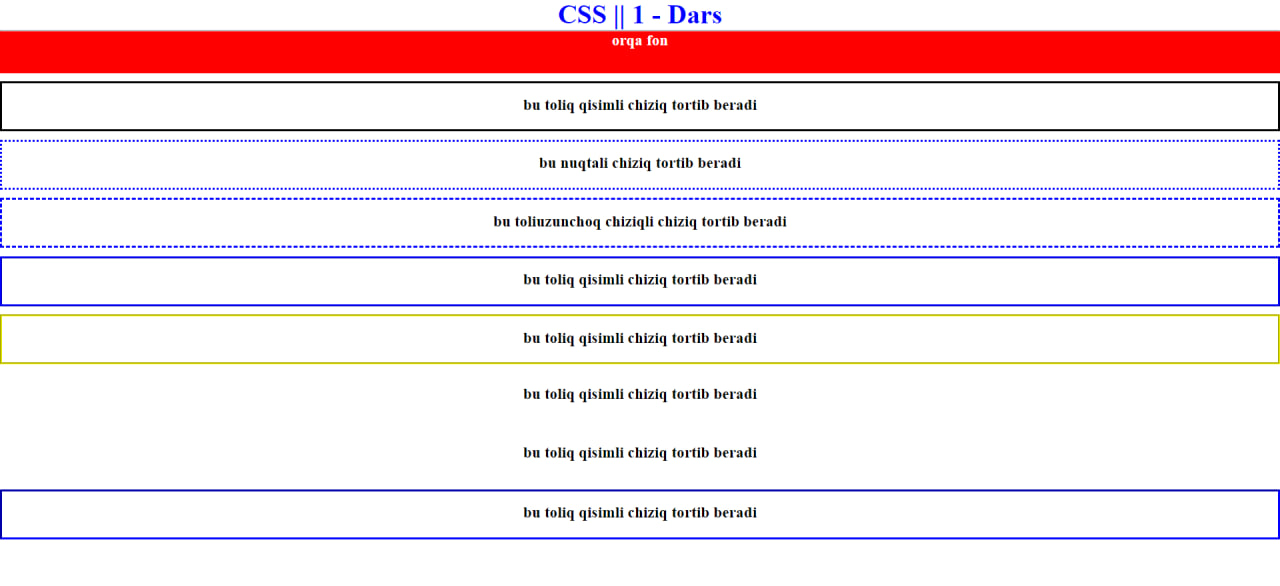 CSS || 1 - Dars
orqa fon
bu toliq qisimli chiziq tortib beradi
bu nuqtali chiziq tortib beradi
bu toliuzunchoq chiziqli chiziq tortib beradi
bu toliq qisimli chiziq tortib beradi
bu toliq qisimli chiziq tortib beradi
bu toliq qisimli chiziq tortib beradi
bu toliq qisimli chiziq tortib beradi
bu toliq qisimli chiziq tortib beradi